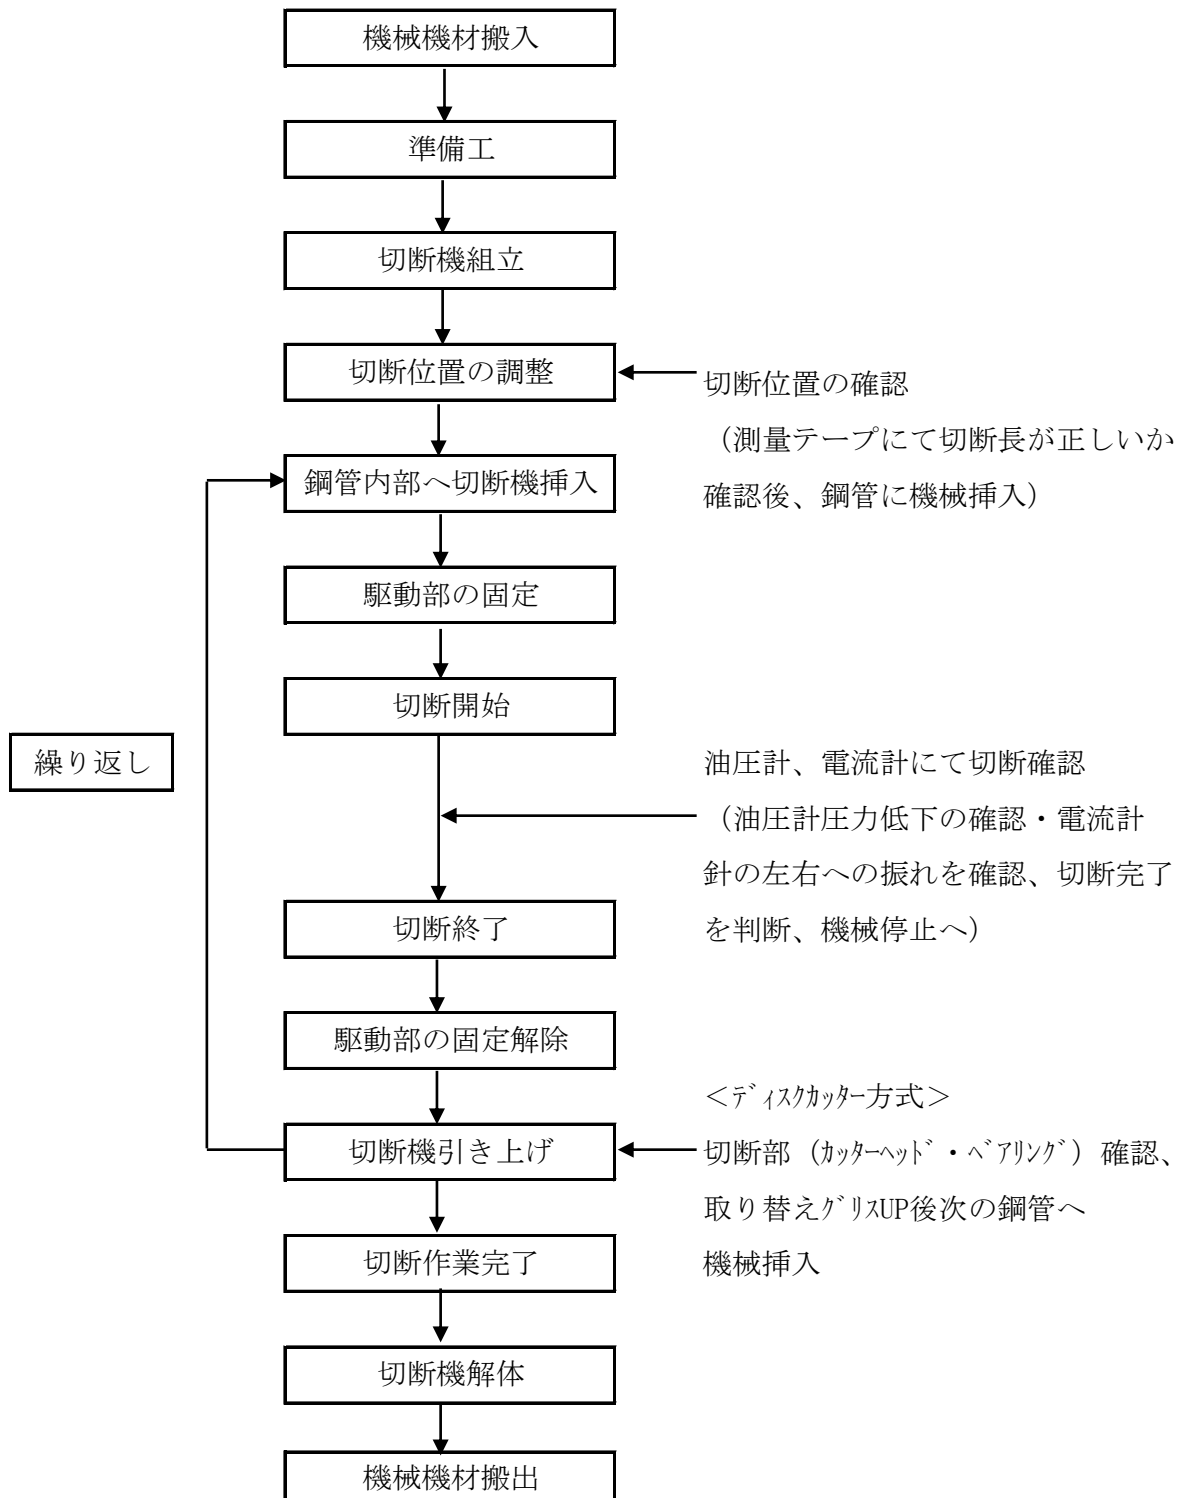 機械機材搬入
準備工
切断機組立
切断位置の調整
切断位置の確認
（測量テープにて切断長が正しいか
確認後、鋼管に機械挿入）
鋼管内部へ切断機挿入
駆動部の固定
切断開始
繰り返し
油圧計、電流計にて切断確認
（油圧計圧力低下の確認・電流計
針の左右への振れを確認、切断完了
を判断、機械停止へ）
切断終了
駆動部の固定解除
＜ﾃﾞｨｽｸｶｯﾀｰ方式＞
切断機引き上げ
切断部（ｶｯﾀｰﾍｯﾄﾞ・ﾍﾞｱﾘﾝｸﾞ）確認、
取り替えｸﾞﾘｽUP後次の鋼管へ
機械挿入
切断作業完了
切断機解体
機械機材搬出